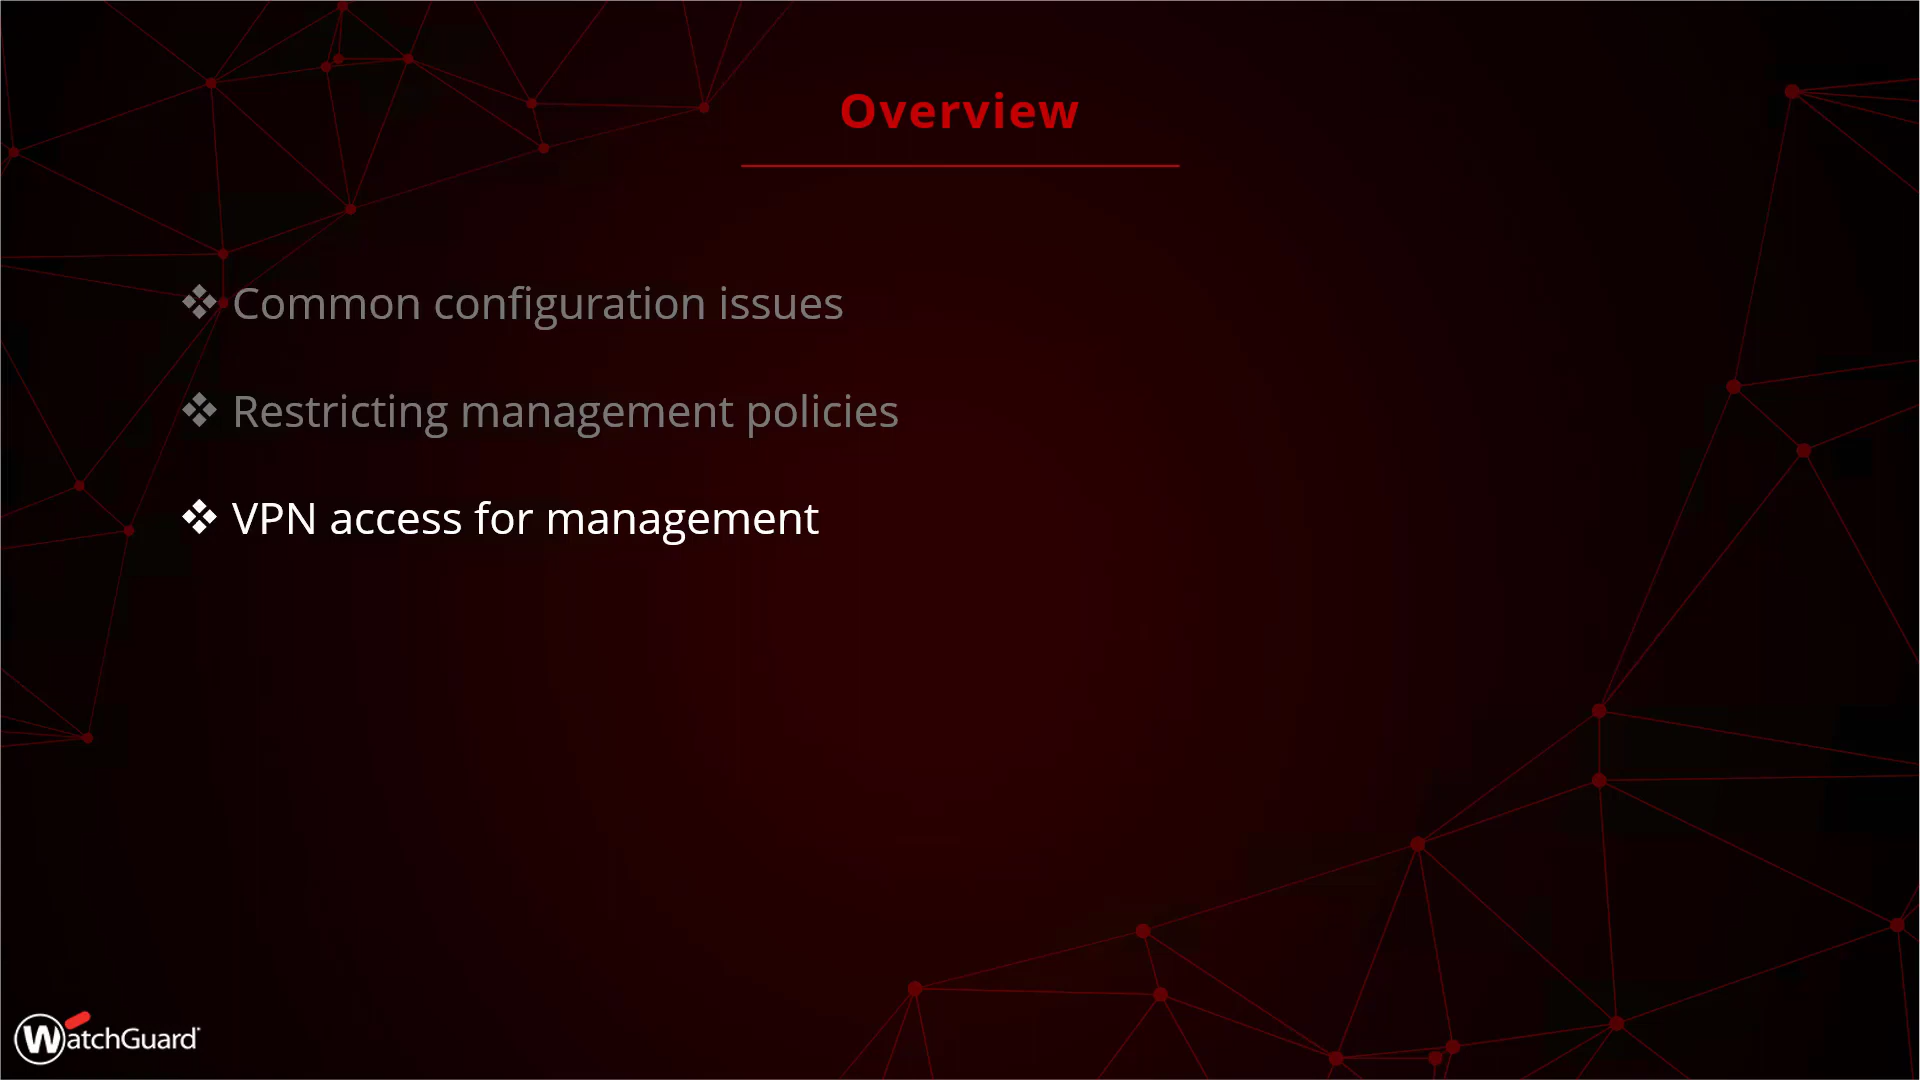 Overview
❖ Common configuration issues
❖ Restricting management policies
❖ VPN access for management
WatchGuard